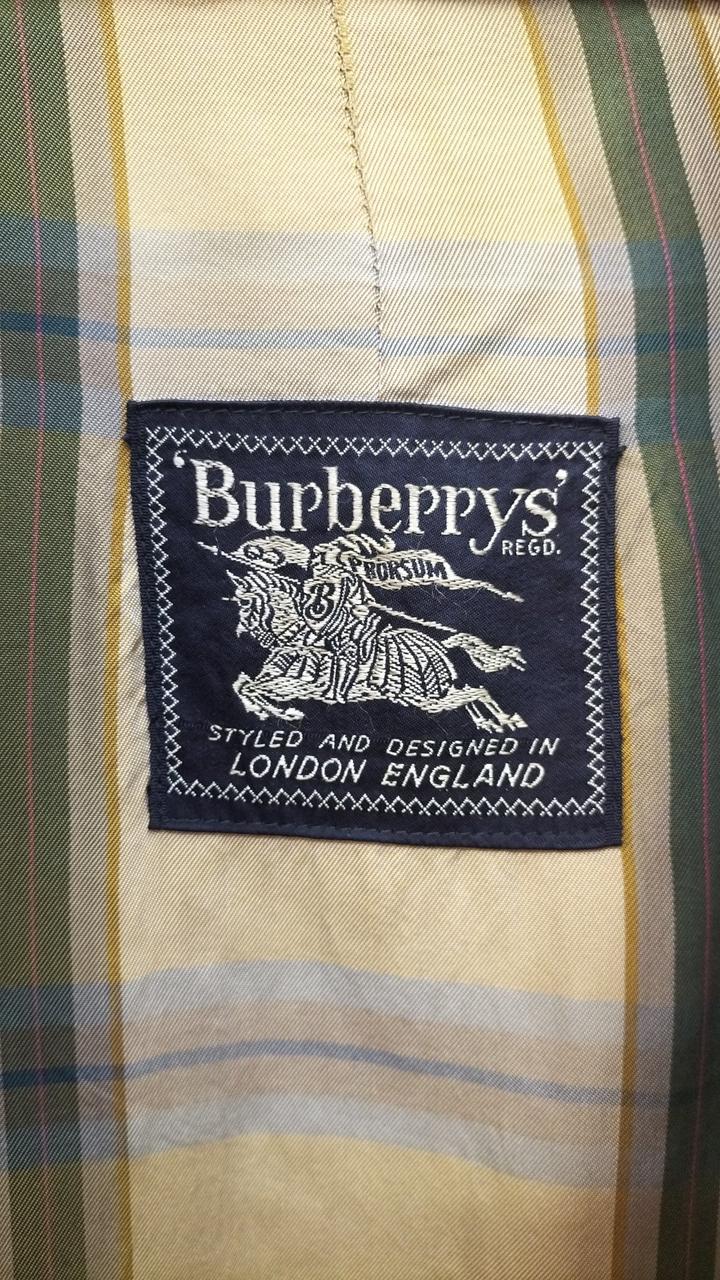 ‘Burberrys’
REGD.
PRORSUM
B
STYLED AND DESIGNED IN
LONDON ENGLAND